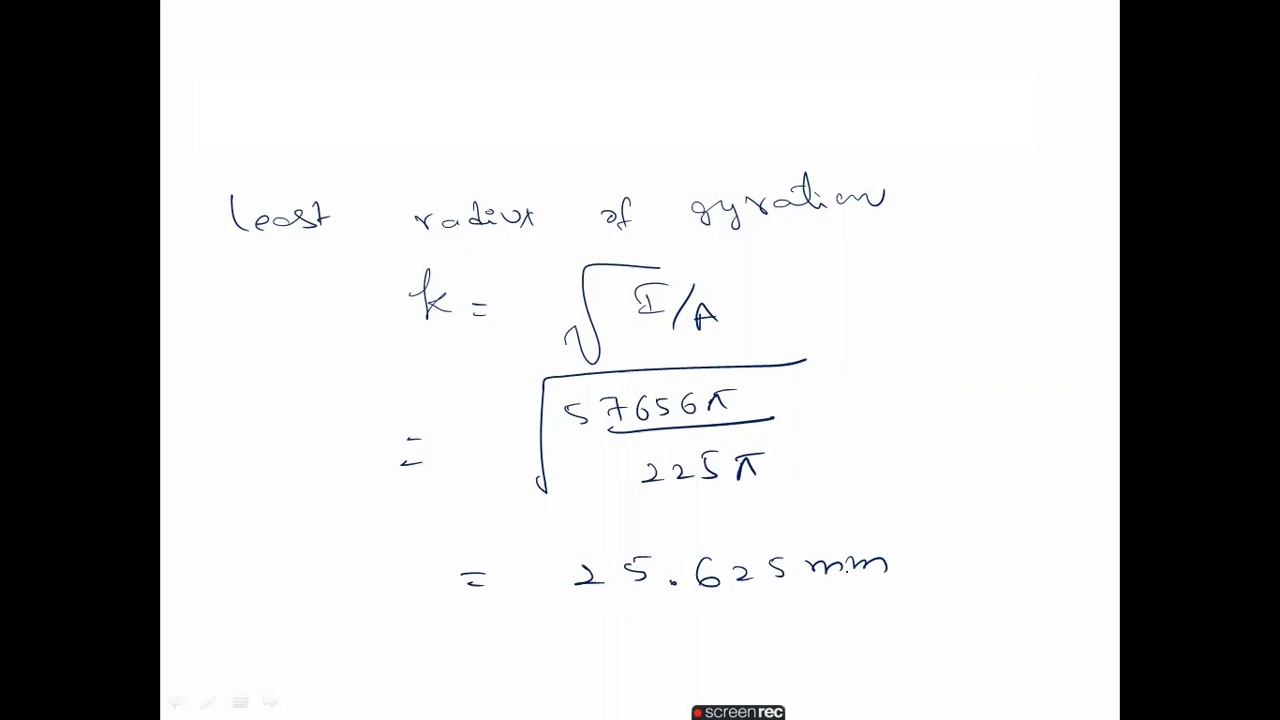 least radius of gyration
k = √I/A
= √57656π/225π
= 25.625 mm
screenrec